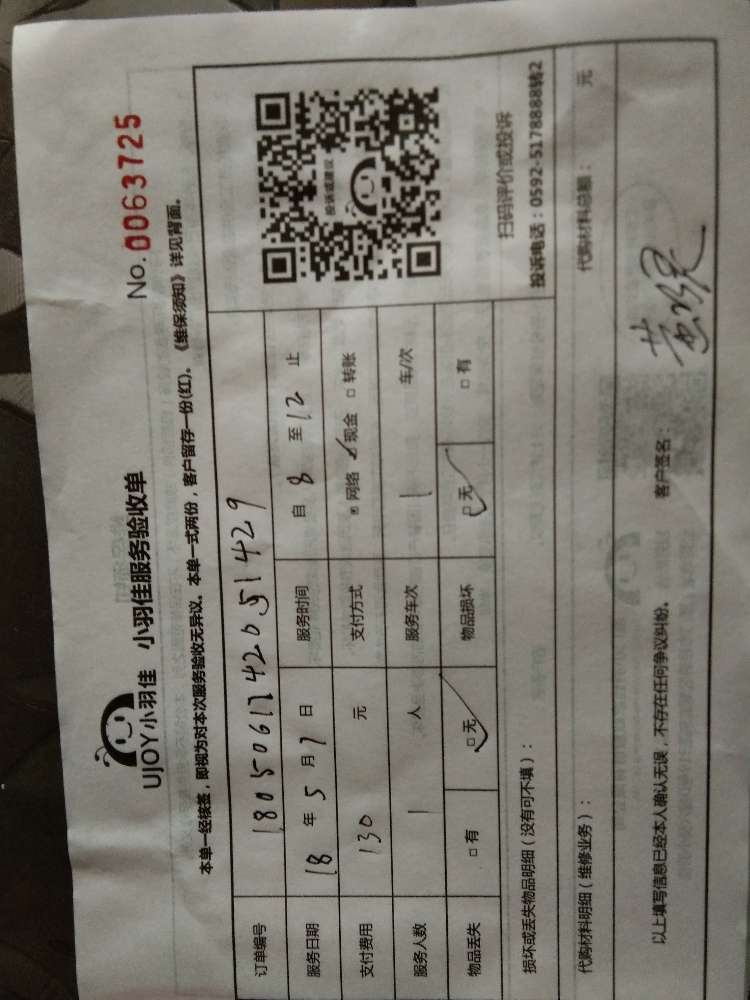 UJOY小羽佳 小羽佳服务验收单 No.0063725
本单一经核签，即视为对本次服务验收无异议。本单一式两份，客户留存一份(红)。《维保须知》详见背面。
订单编号 1805061742051429
服务日期 18 年 5 月 7 日 服务时间 自 8 至 12 止
支付费用 130 元 支付方式 网络 现金 转账
服务人数 1 人 服务车次 1 车/次
物品丢失 有 无 物品损坏 无 有
投诉或建议
扫码评价或投诉
投诉电话：0592-5178888转2
损坏或丢失物品明细（没有可不填）：
代购材料明细（维修业务）： 代购材料总额： 元
以上填写信息已经本人确认无误，不存在任何争议纠纷。 客户签名：